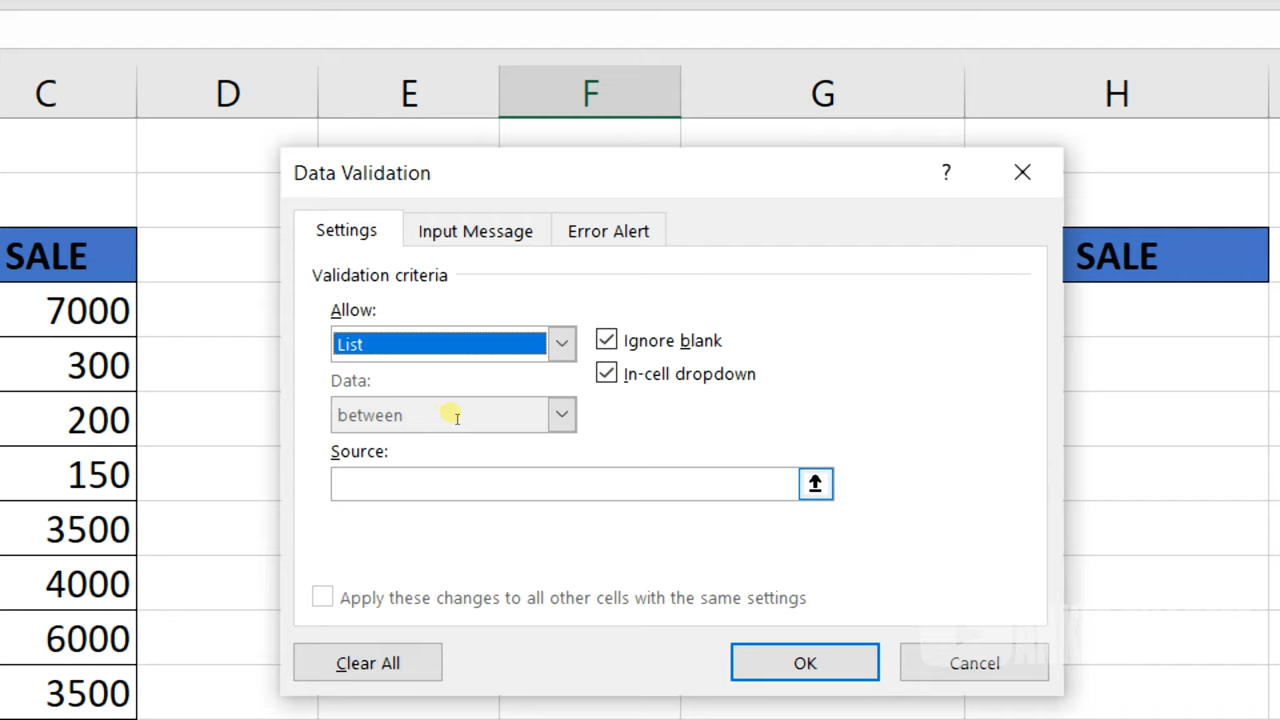 C D E F G H
Data Validation ?
Settings Input Message Error Alert
SALE SALE
Validation criteria
7000
Allow:
List Ignore blank
300
In-cell dropdown
Data:
between
200
Source:
150
3500
4000
Apply these changes to all other cells with the same settings
6000
Clear All OK Cancel
3500